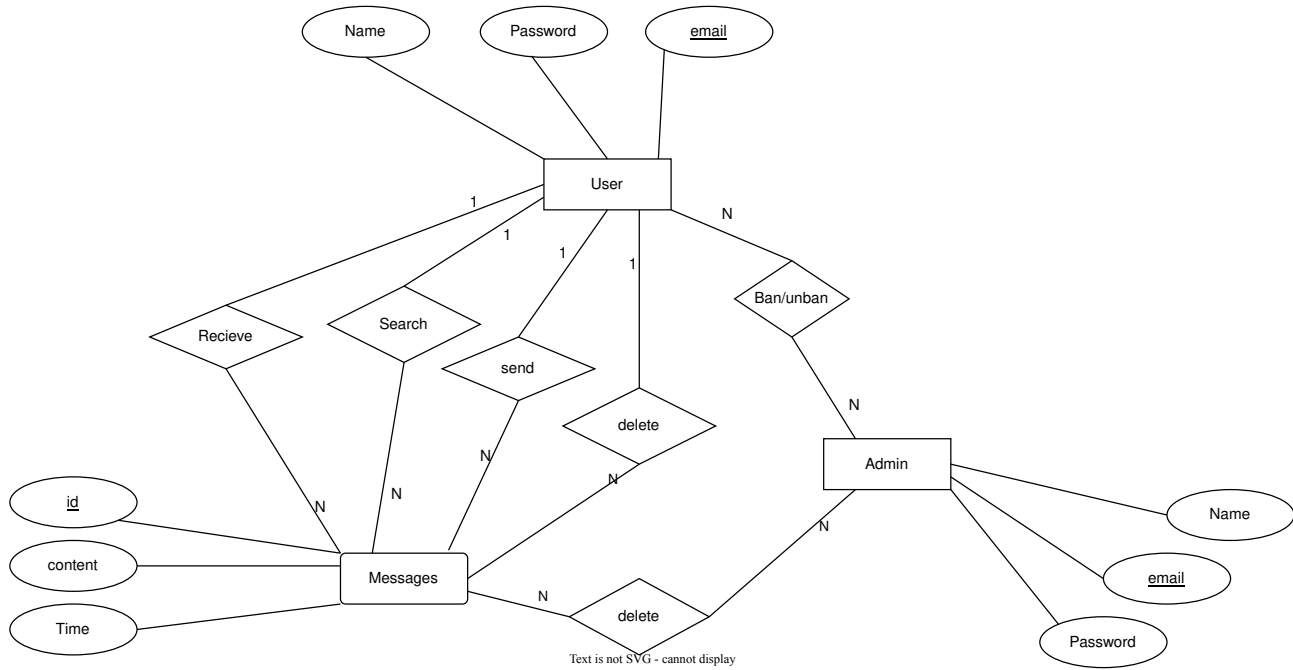 Name
Password
email
User
1
1
1
1
N
Ban/unban
Recieve
Search
send
delete
N
N
N
N
N
N
N
Admin
id
content
Time
Messages
delete
Name
email
Password
Text is not SVG - cannot display